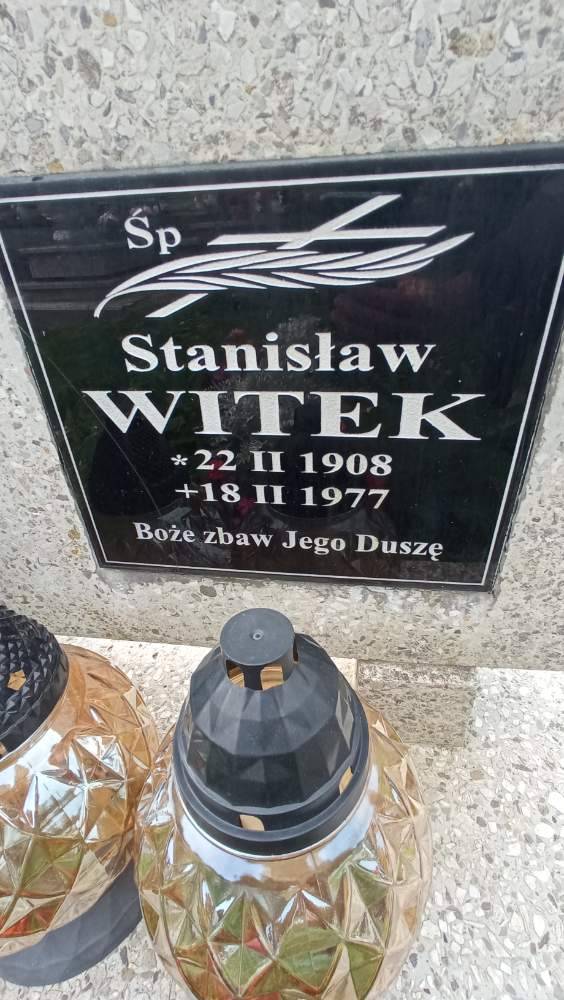 Śp
Stanisław
WITEK
*22 II 1908
+18 II 1977
Boże zbaw Jego Duszę